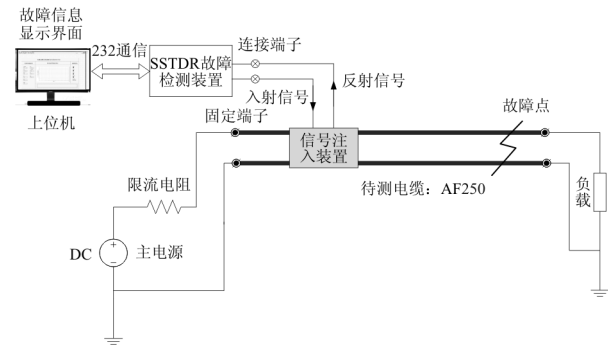 故障信息
显示界面
232通信
SSTDR故障
检测装置
连接端子
反射信号
入射信号
上位机
固定端子
信号注
入装置
故障点
限流电阻
待测电缆：AF250
负
载
DC
+
−
主电源